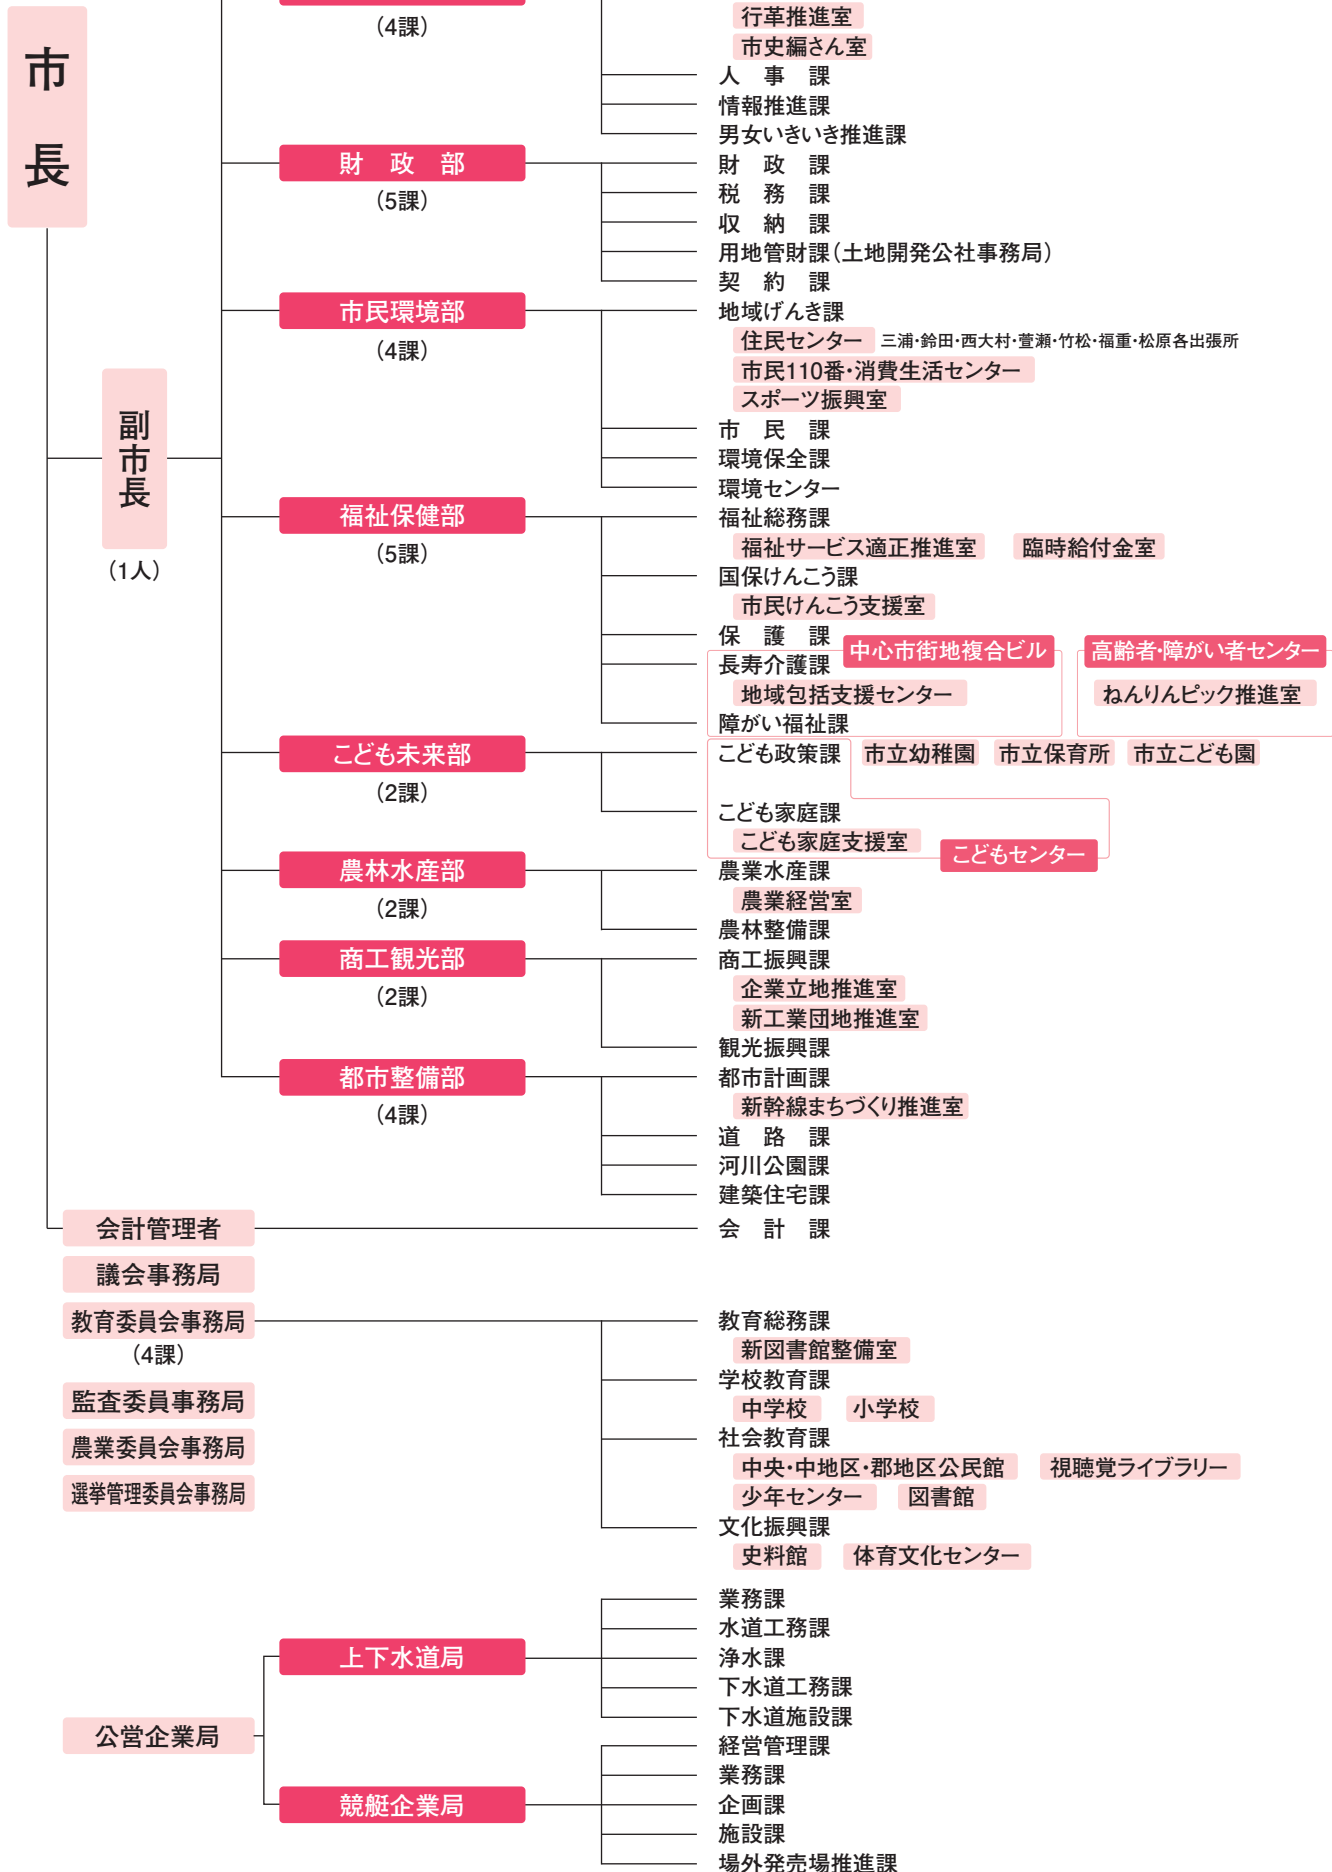 市長
(4課)
行革推進室
市史編さん室
人 事 課
情報推進課
男女いきいき推進課
財 政 部
(5課)
財 政 課
税 務 課
収 納 課
用地管財課(土地開発公社事務局)
契 約 課
市民環境部
(4課)
地域げんき課
住民センター 三浦・鈴田・西大村・萱瀬・竹松・福重・松原各出張所
市民110番・消費生活センター
スポーツ振興室
市 民 課
環境保全課
環境センター
副市長
(1人)
福祉保健部
(5課)
福祉総務課
福祉サービス適正推進室 臨時給付金室
国保けんこう課
市民けんこう支援室
保 護 課
中心市街地複合ビル 高齢者・障がい者センター
長寿介護課
地域包括支援センター ねんりんピック推進室
障がい福祉課
こども未来部
(2課)
こども政策課 市立幼稚園 市立保育所 市立こども園
こども家庭課
こども家庭支援室
こどもセンター
農林水産部
(2課)
農業水産課
農業経営室
農林整備課
商工観光部
(2課)
商工振興課
企業立地推進室
新工業団地推進室
観光振興課
都市整備部
(4課)
都市計画課
新幹線まちづくり推進室
道 路 課
河川公園課
建築住宅課
会計管理者 会 計 課
議会事務局
教育委員会事務局
(4課)
教育総務課
新図書館整備室
学校教育課
中学校 小学校
社会教育課
中央・中地区・郡地区公民館 視聴覚ライブラリー
少年センター 図書館
文化振興課
史料館 体育文化センター
監査委員事務局
農業委員会事務局
選挙管理委員会事務局
公営企業局
上下水道局
業務課
水道工務課
浄水課
下水道工務課
下水道施設課
競艇企業局
経営管理課
業務課
企画課
施設課
場外発売場推進課